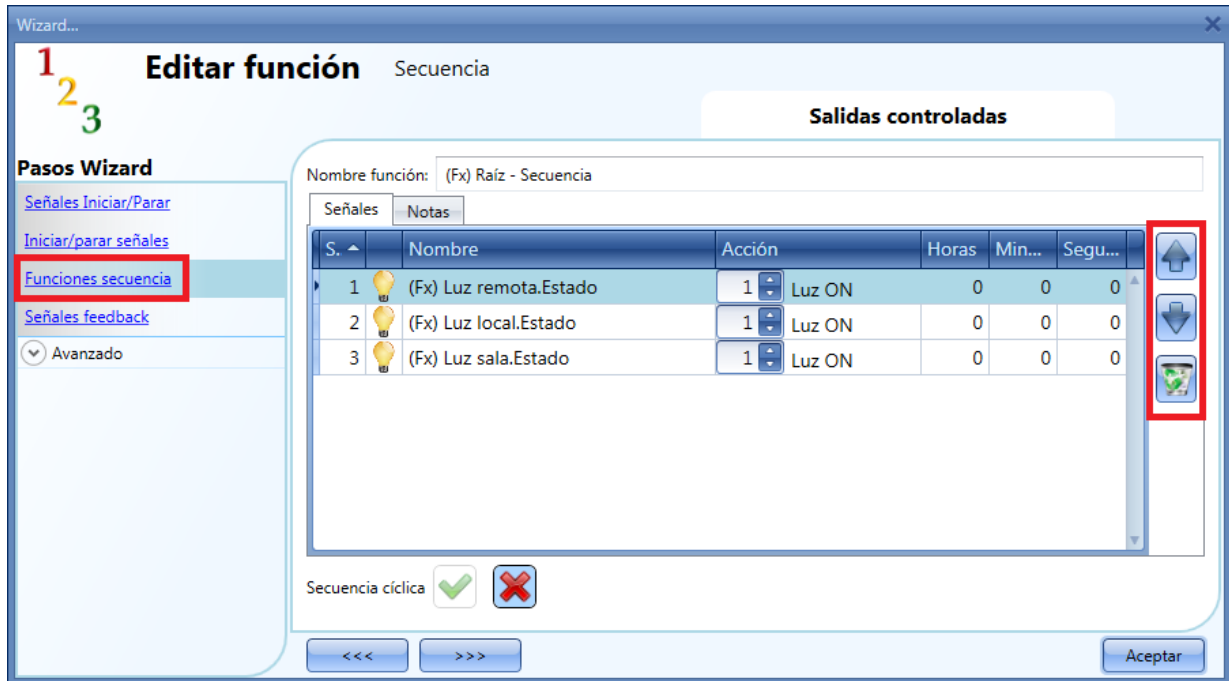 Wizard...
1
2
3
Editar función Secuencia
Salidas controladas
Pasos Wizard
Señales Iniciar/Parar
Iniciar/parar señales
Funciones secuencia
Señales feedback
Avanzado
Nombre función: (Fx) Raíz - Secuencia
Señales Notas
S. Nombre Acción Horas Min... Segu...
1 (Fx) Luz remota.Estado 1 Luz ON 0 0 0
2 (Fx) Luz local.Estado 1 Luz ON 0 0 0
3 (Fx) Luz sala.Estado 1 Luz ON 0 0 0
Secuencia cíclica
<<< >>> Aceptar